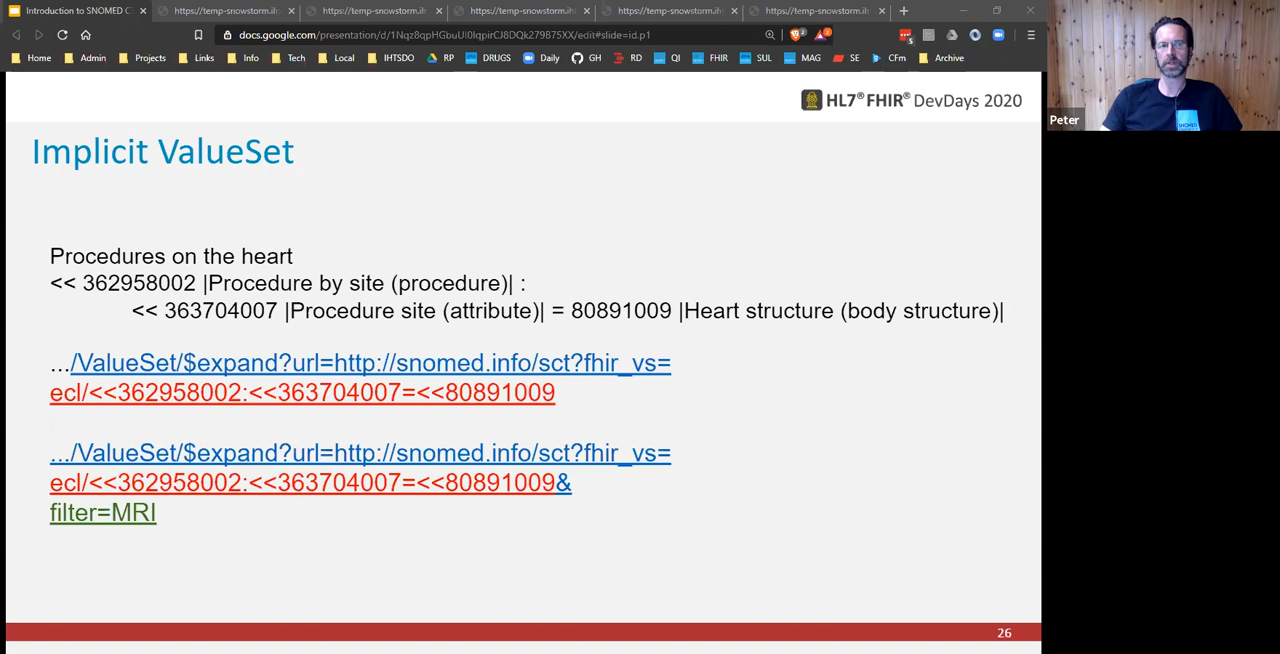 Introduction to SNOMED C
https://temp-snowstorm.ih
https://temp-snowstorm.ih
https://temp-snowstorm.ih
https://temp-snowstorm.ih
https://temp-snowstorm.ih
docs.google.com/presentation/d/1Nqz8qpHGbuUi0IqpirCJ8DQk279875XX/edit#slide=id.p1
Home Admin Projects Links Info Tech Local IHTSDO RP DRUGS Daily GH RD QI FHIR SUL MAG SE CFm Archive
Peter
HL7® FHIR® DevDays 2020
Implicit ValueSet
Procedures on the heart
<< 362958002 |Procedure by site (procedure)| :
<< 363704007 |Procedure site (attribute)| = 80891009 |Heart structure (body structure)|
.../ValueSet/$expand?url=http://snomed.info/sct?fhir_vs=
ecl/<<362958002:<<363704007=<<80891009
.../ValueSet/$expand?url=http://snomed.info/sct?fhir_vs=
ecl/<<362958002:<<363704007=<<80891009&
filter=MRI
26